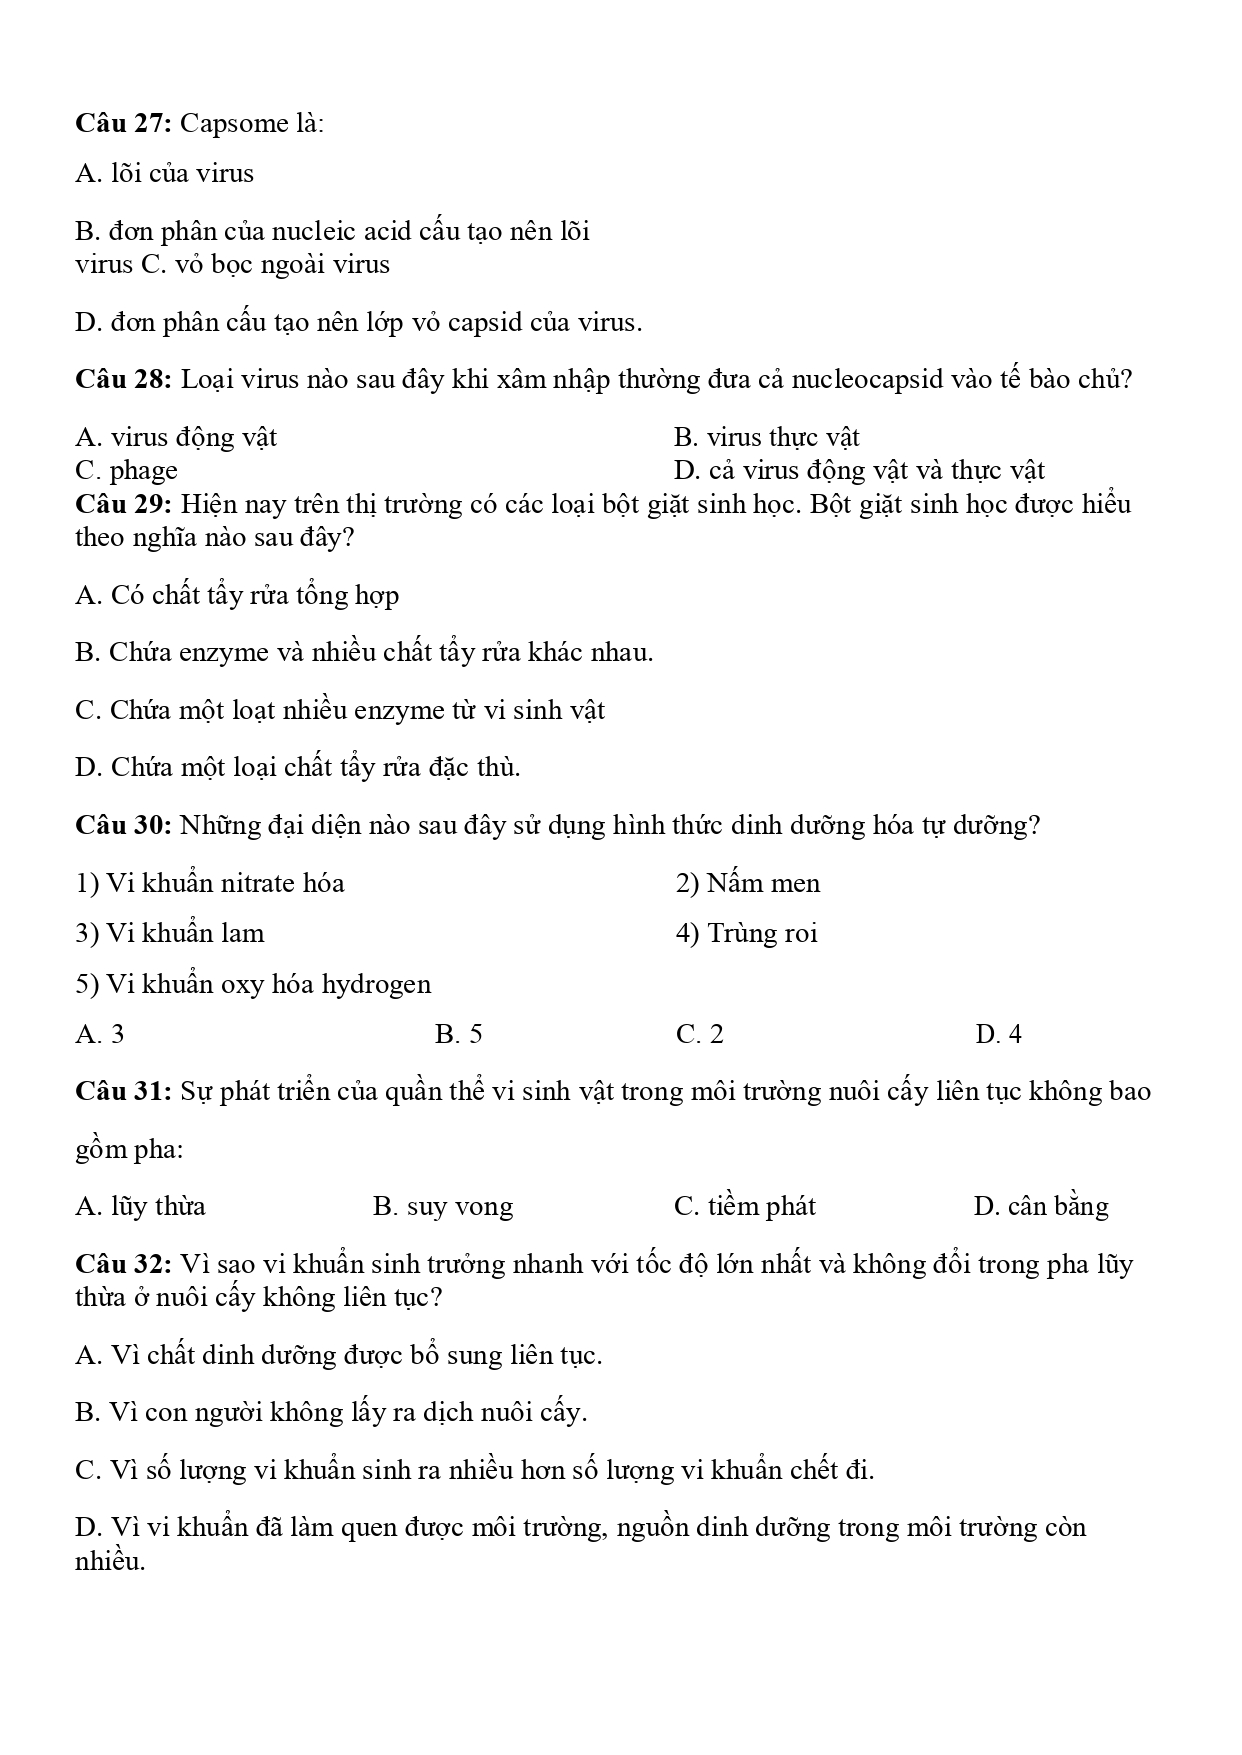 Câu 27: Capsome là:
A. lõi của virus
B. đơn phân của nucleic acid cấu tạo nên lõi
virus C. vỏ bọc ngoài virus
D. đơn phân cấu tạo nên lớp vỏ capsid của virus.
Câu 28: Loại virus nào sau đây khi xâm nhập thường đưa cả nucleocapsid vào tế bào chủ?
A. virus động vật B. virus thực vật
C. phage D. cả virus động vật và thực vật
Câu 29: Hiện nay trên thị trường có các loại bột giặt sinh học. Bột giặt sinh học được hiểu
theo nghĩa nào sau đây?
A. Có chất tẩy rửa tổng hợp
B. Chứa enzyme và nhiều chất tẩy rửa khác nhau.
C. Chứa một loạt nhiều enzyme từ vi sinh vật
D. Chứa một loại chất tẩy rửa đặc thù.
Câu 30: Những đại diện nào sau đây sử dụng hình thức dinh dưỡng hóa tự dưỡng?
1) Vi khuẩn nitrate hóa 2) Nấm men
3) Vi khuẩn lam 4) Trùng roi
5) Vi khuẩn oxy hóa hydrogen
A. 3 B. 5 C. 2 D. 4
Câu 31: Sự phát triển của quần thể vi sinh vật trong môi trường nuôi cấy liên tục không bao
gồm pha:
A. lũy thừa B. suy vong C. tiềm phát D. cân bằng
Câu 32: Vì sao vi khuẩn sinh trưởng nhanh với tốc độ lớn nhất và không đổi trong pha lũy
thừa ở nuôi cấy không liên tục?
A. Vì chất dinh dưỡng được bổ sung liên tục.
B. Vì con người không lấy ra dịch nuôi cấy.
C. Vì số lượng vi khuẩn sinh ra nhiều hơn số lượng vi khuẩn chết đi.
D. Vì vi khuẩn đã làm quen được môi trường, nguồn dinh dưỡng trong môi trường còn
nhiều.